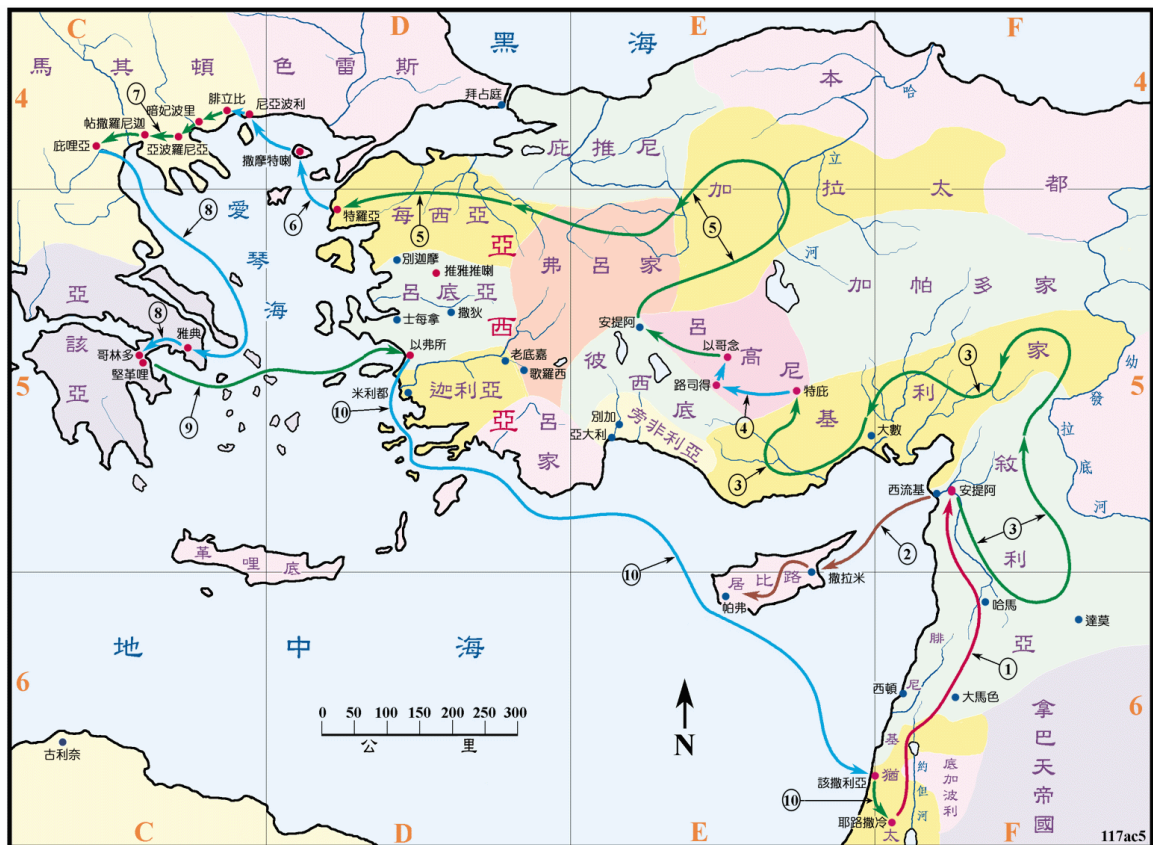 C
D
E
F
4
4
5
5
6
6
C
D
E
F
黑海
馬其頓
色雷斯
本都
哈立河
拜占庭
腓立比
尼亞波利
暗妃波里
⑦
帖撒羅尼迦
亞波羅尼亞
庇哩亞
撒摩特喇
⑥
特羅亞
⑤
⑤
庇推尼
加拉太
每西亞
亞西亞
弗呂家
加帕多家
⑧
愛琴海
別迦摩
推雅推喇
呂底亞
撒狄
士每拿
安提阿
呂高尼
以哥念
路司得
特庇
④
彼西底
亞該亞
⑧
雅典
哥林多
堅革哩
⑨
以弗所
老底嘉
歌羅西
米利都
迦利亞
⑩
呂家
別加
亞大利
旁非利亞
基利家
③
③
大數
幼發拉底河
敘利亞
西流基
安提阿
③
②
革哩底
⑩
居比路
撒拉米
帕弗
哈馬
達莫
①
地中海
腓尼基
西頓
大馬色
拿巴天帝國
0 50 100 150 200 250 300
公里
N
古利奈
該撒利亞
猶太
約但河
底加波利
⑩
耶路撒冷
117ac5